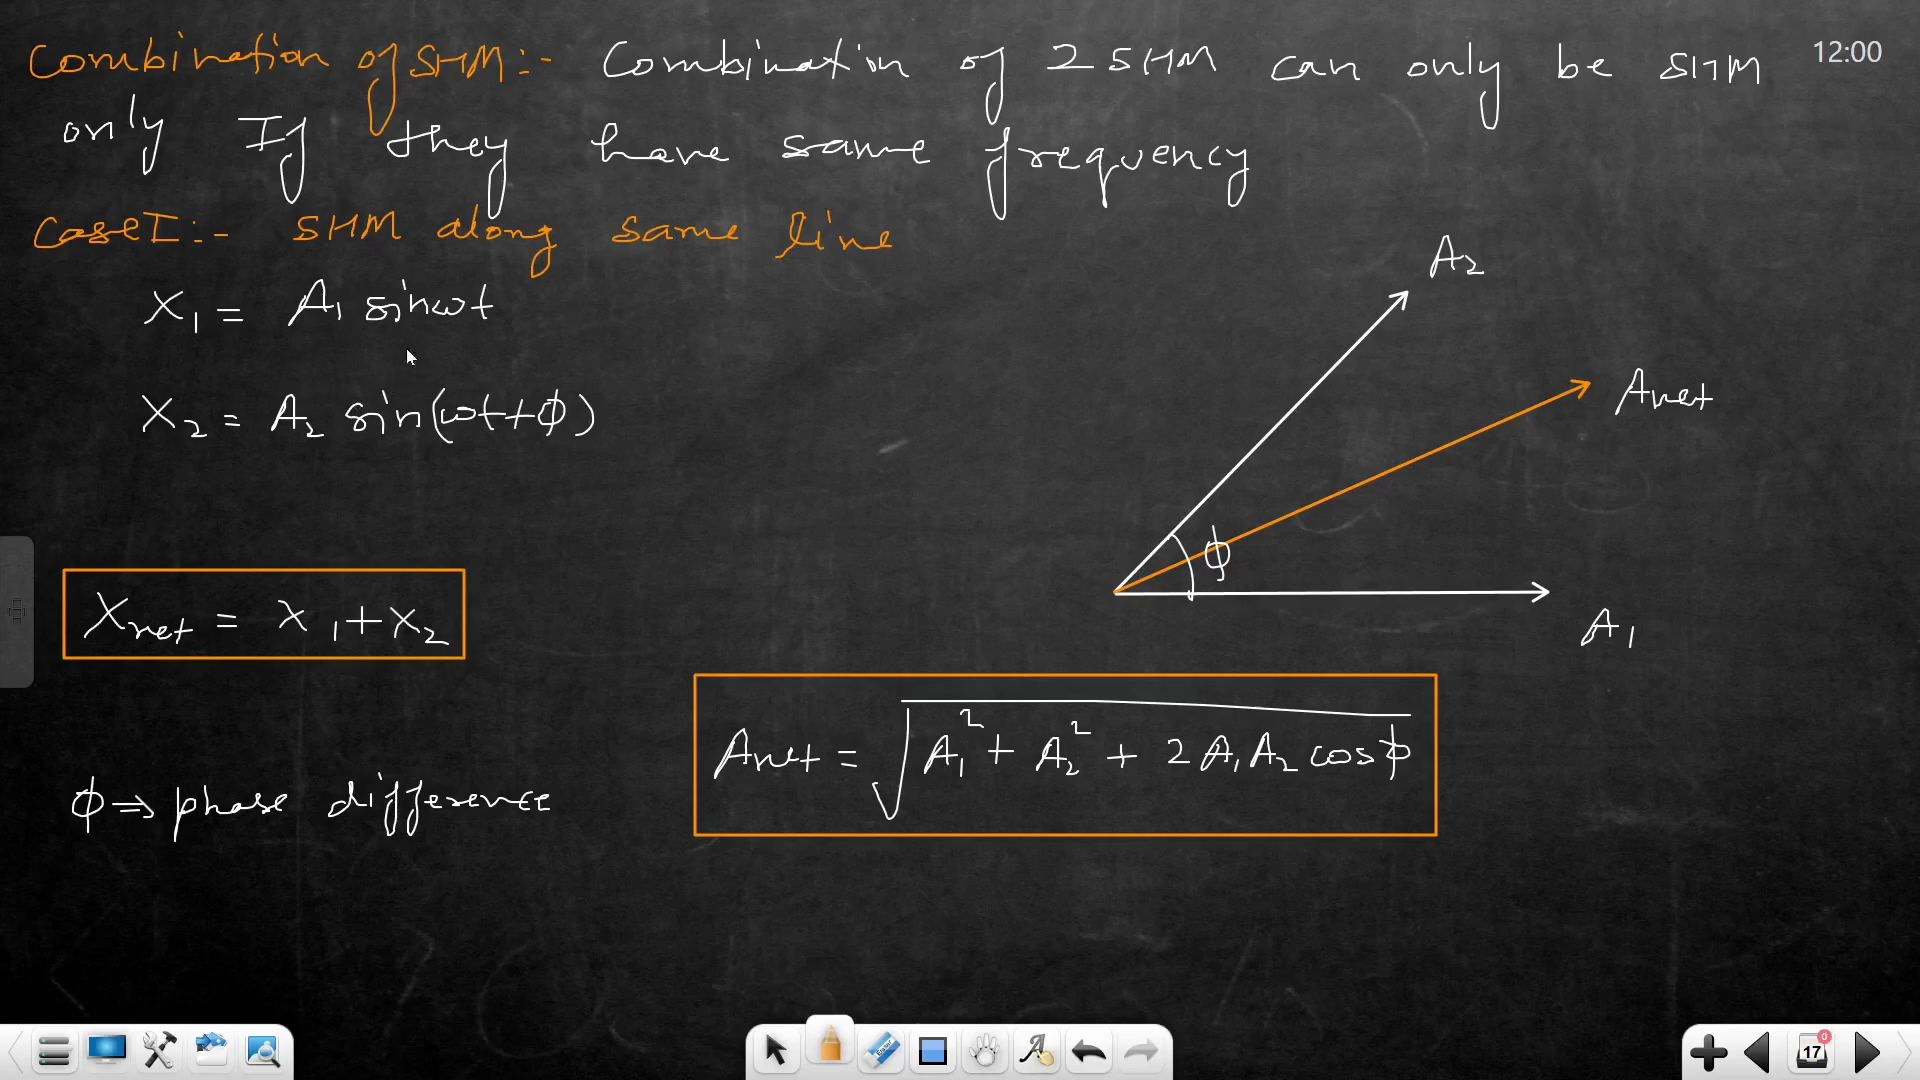 Combination of SHM:- Combination of 2 SHM can only be SHM
12:00
only If they have same frequency
Case I:- SHM along same line
X₁ = A₁ sinωt
X₂ = A₂ sin(ωt+ϕ)
A₂
Anet
ϕ
A₁
Xnet = x₁+x₂
Anet = √(A₁² + A₂² + 2A₁A₂ cosϕ)
ϕ ⇒ phase difference
Eraser
A
17
0